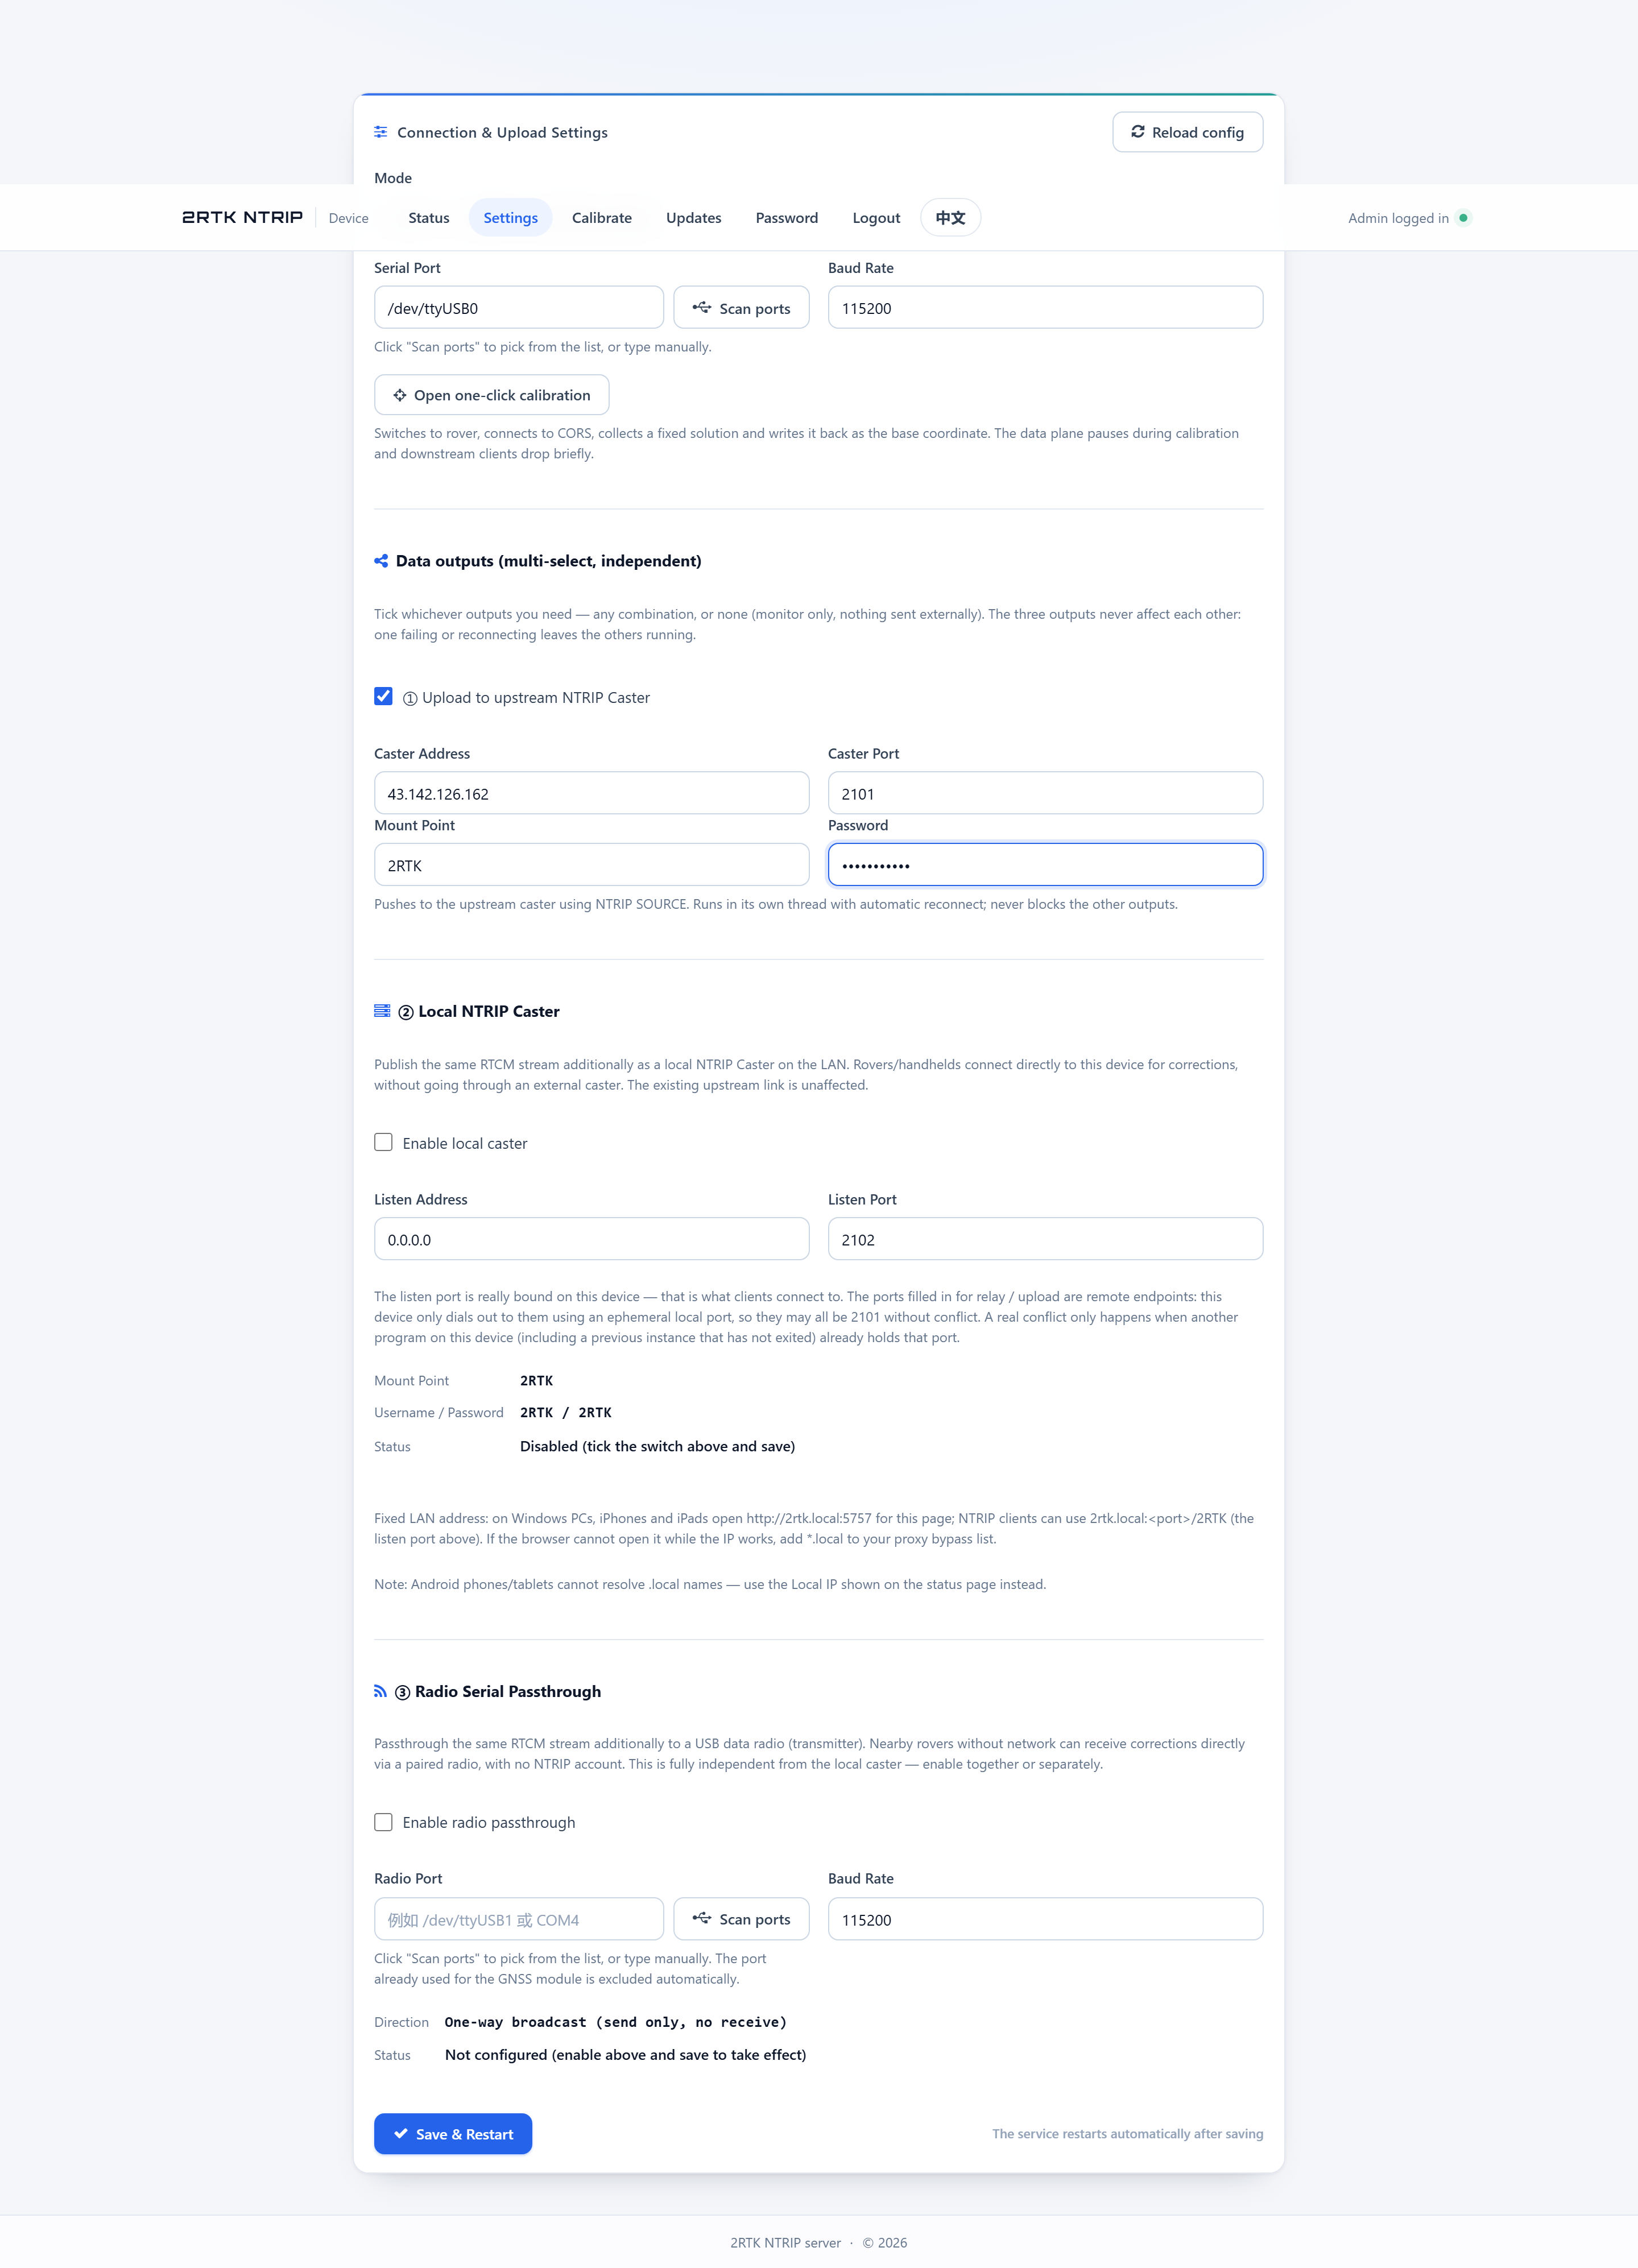 Connection & Upload Settings
Reload config
Mode
2RTK NTRIP
Device
Status
Settings
Calibrate
Updates
Password
Logout
中文
Admin logged in
Serial Port
Baud Rate
/dev/ttyUSB0
Scan ports
115200
Click "Scan ports" to pick from the list, or type manually.
Open one-click calibration
Switches to rover, connects to CORS, collects a fixed solution and writes it back as the base coordinate. The data plane pauses during calibration
and downstream clients drop briefly.
Data outputs (multi-select, independent)
Tick whichever outputs you need — any combination, or none (monitor only, nothing sent externally). The three outputs never affect each other:
one failing or reconnecting leaves the others running.
① Upload to upstream NTRIP Caster
Caster Address
Caster Port
43.142.126.162
2101
Mount Point
Password
2RTK
•••••••••••
Pushes to the upstream caster using NTRIP SOURCE. Runs in its own thread with automatic reconnect; never blocks the other outputs.
② Local NTRIP Caster
Publish the same RTCM stream additionally as a local NTRIP Caster on the LAN. Rovers/handhelds connect directly to this device for corrections,
without going through an external caster. The existing upstream link is unaffected.
Enable local caster
Listen Address
Listen Port
0.0.0.0
2102
The listen port is really bound on this device — that is what clients connect to. The ports filled in for relay / upload are remote endpoints: this
device only dials out to them using an ephemeral local port, so they may all be 2101 without conflict. A real conflict only happens when another
program on this device (including a previous instance that has not exited) already holds that port.
Mount Point
2RTK
Username / Password
2RTK / 2RTK
Status
Disabled (tick the switch above and save)
Fixed LAN address: on Windows PCs, iPhones and iPads open http://2rtk.local:5757 for this page; NTRIP clients can use 2rtk.local:<port>/2RTK (the
listen port above). If the browser cannot open it while the IP works, add *.local to your proxy bypass list.
Note: Android phones/tablets cannot resolve .local names — use the Local IP shown on the status page instead.
③ Radio Serial Passthrough
Passthrough the same RTCM stream additionally to a USB data radio (transmitter). Nearby rovers without network can receive corrections directly
via a paired radio, with no NTRIP account. This is fully independent from the local caster — enable together or separately.
Enable radio passthrough
Radio Port
Baud Rate
例如 /dev/ttyUSB1 或 COM4
Scan ports
115200
Click "Scan ports" to pick from the list, or type manually. The port
already used for the GNSS module is excluded automatically.
Direction
One-way broadcast (send only, no receive)
Status
Not configured (enable above and save to take effect)
Save & Restart
The service restarts automatically after saving
2RTK NTRIP server · © 2026